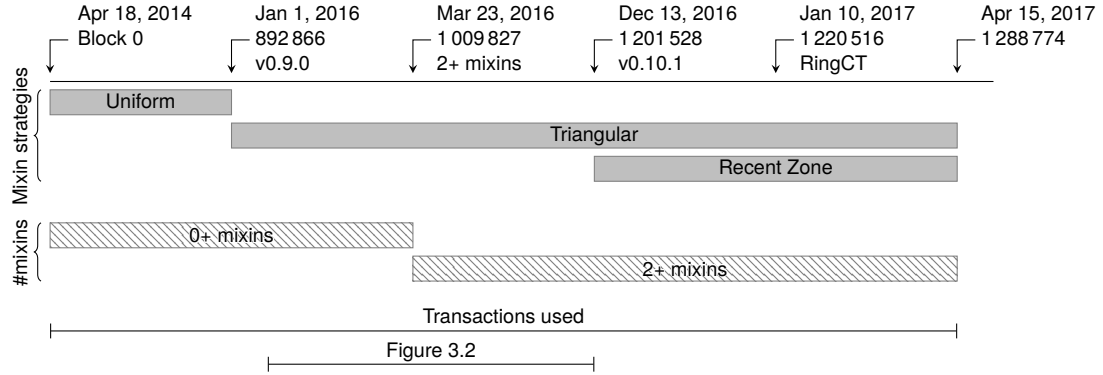 Apr 18, 2014 Jan 1, 2016 Mar 23, 2016 Dec 13, 2016 Jan 10, 2017 Apr 15, 2017
Block 0 892 866 1 009 827 1 201 528 1 220 516 1 288 774
v0.9.0 2+ mixins v0.10.1 RingCT
Mixin strategies
Uniform
Triangular
Recent Zone
#mixins
0+ mixins
2+ mixins
Transactions used
Figure 3.2